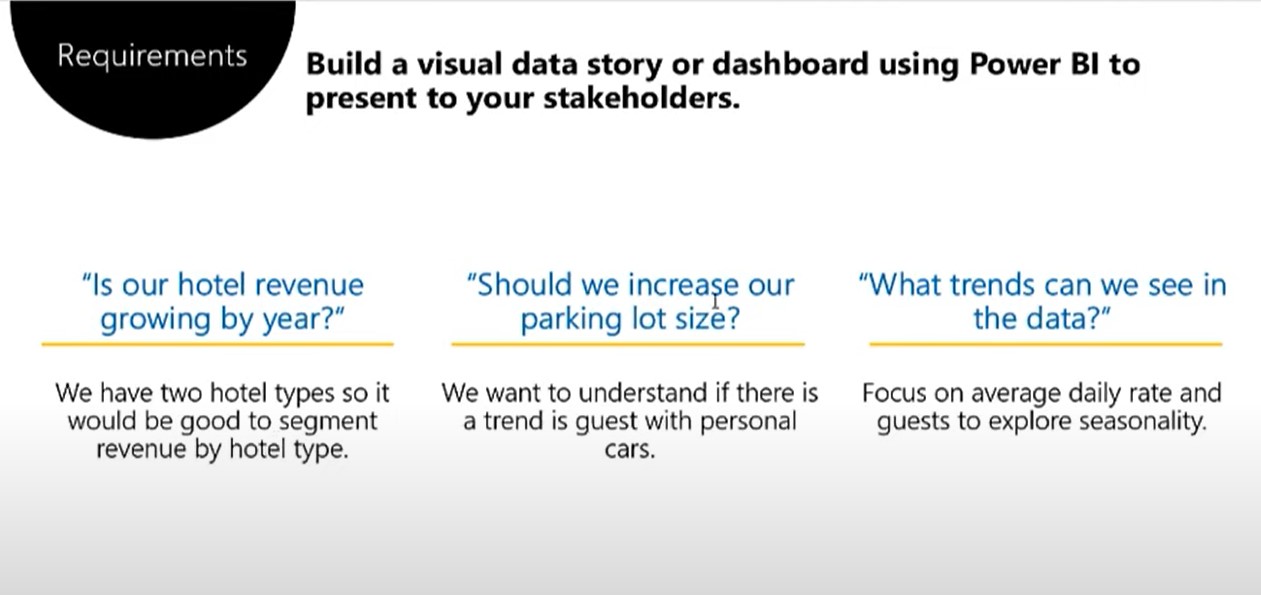 Requirements
Build a visual data story or dashboard using Power BI to
present to your stakeholders.
“Is our hotel revenue
growing by year?“
We have two hotel types so it
would be good to segment
revenue by hotel type.
“Should we increase our
parking lot size?
We want to understand if there is
a trend is guest with personal
cars.
“What trends can we see in
the data?”
Focus on average daily rate and
guests to explore seasonality.